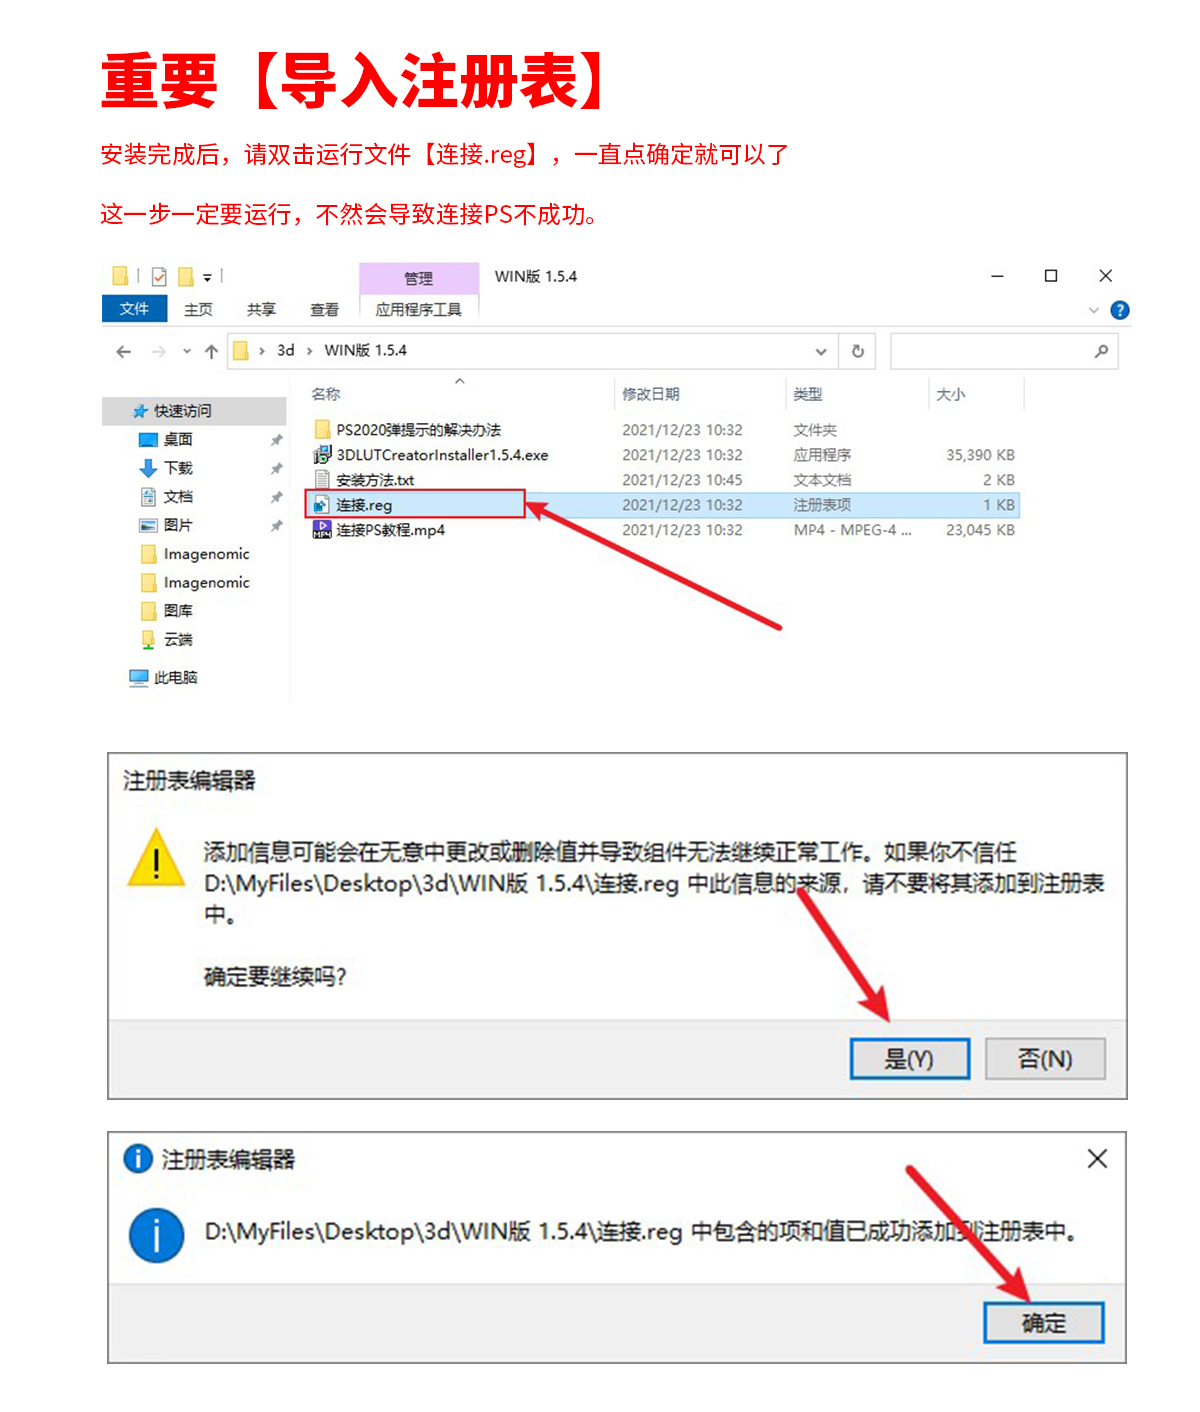 重要【导入注册表】
安装完成后，请双击运行文件【连接.reg】，一直点确定就可以了
这一步一定要运行，不然会导致连接PS不成功。
管理
WIN版 1.5.4
文件
主页
共享
查看
应用程序工具
3d
WIN版 1.5.4
名称
修改日期
类型
大小
快速访问
桌面
下载
文档
图片
Imagenomic
Imagenomic
图库
云端
此电脑
PS2020弹提示的解决办法 2021/12/23 10:32 文件夹
3DLUTCreatorInstaller1.5.4.exe 2021/12/23 10:32 应用程序 35,390 KB
安装方法.txt 2021/12/23 10:45 文本文档 2 KB
连接.reg 2021/12/23 10:32 注册表项 1 KB
MP4 连接PS教程.mp4 2021/12/23 10:32 MP4 - MPEG-4 ... 23,045 KB
注册表编辑器
添加信息可能会在无意中更改或删除值并导致组件无法继续正常工作。如果你不信任
D:\MyFiles\Desktop\3d\WIN版 1.5.4\连接.reg 中此信息的来源，请不要将其添加到注册表
中。
确定要继续吗?
是(Y)
否(N)
注册表编辑器
D:\MyFiles\Desktop\3d\WIN版 1.5.4\连接.reg 中包含的项和值已成功添加到注册表中。
确定